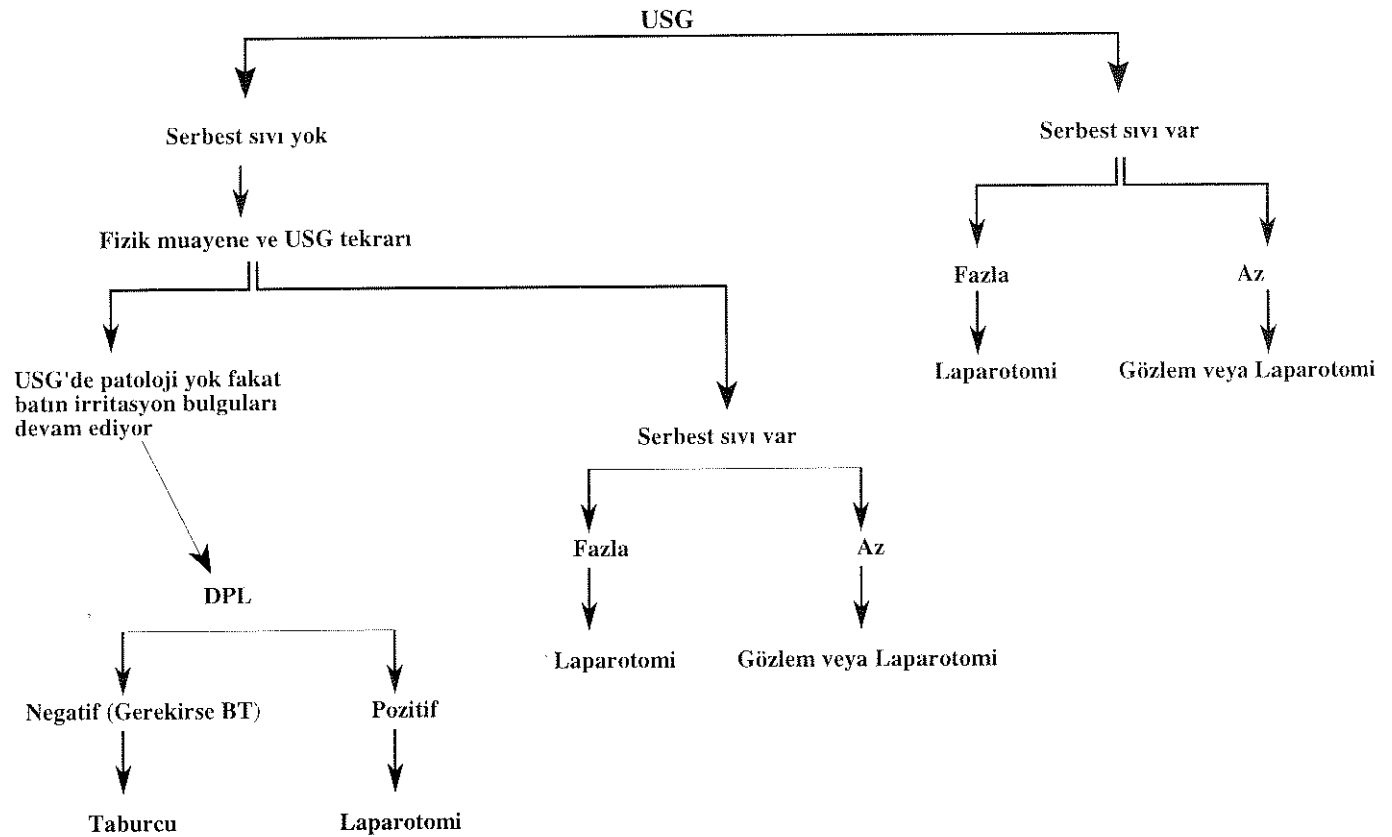 USG
Serbest sıvı yok
Serbest sıvı var
Fizik muayene ve USG tekrarı
Fazla
Az
Laparotomi
Gözlem veya Laparotomi
USG'de patoloji yok fakat
batın irritasyon bulguları
devam ediyor
Serbest sıvı var
Fazla
Az
DPL
Laparotomi
Gözlem veya Laparotomi
Negatif (Gerekirse BT)
Pozitif
Taburcu
Laparotomi